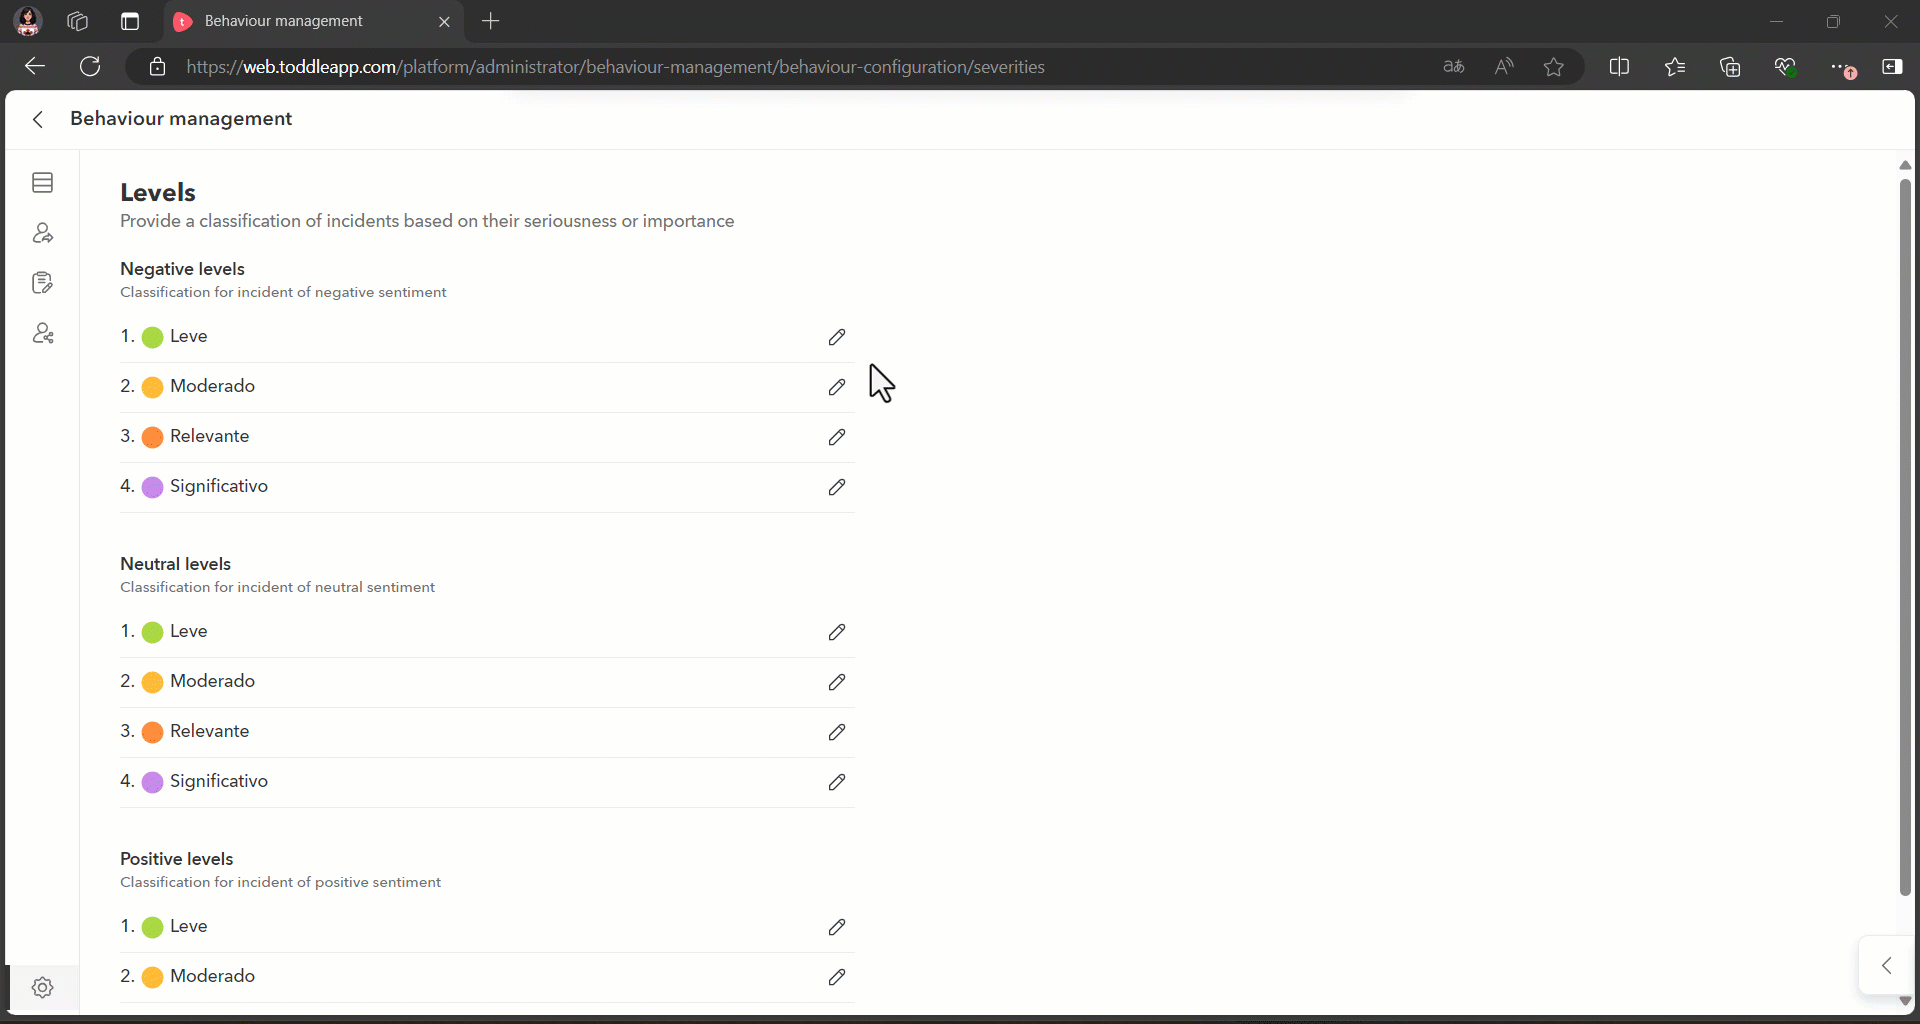 Behaviour management
https://web.toddleapp.com/platform/administrator/behaviour-management/behaviour-configuration/severities
Behaviour management
Levels
Provide a classification of incidents based on their seriousness or importance
Negative levels
Classification for incident of negative sentiment
1. Leve
2. Moderado
3. Relevante
4. Significativo
Neutral levels
Classification for incident of neutral sentiment
1. Leve
2. Moderado
3. Relevante
4. Significativo
Positive levels
Classification for incident of positive sentiment
1. Leve
2. Moderado